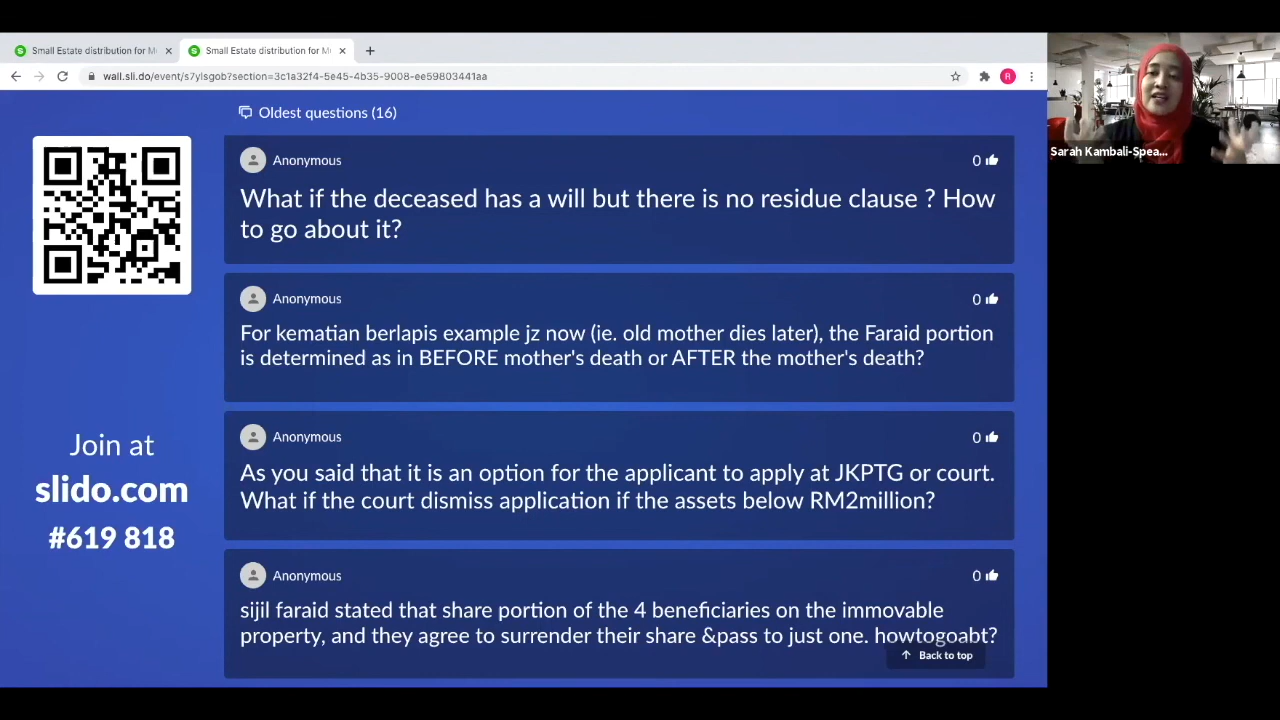 Small Estate distribution for M
Small Estate distribution for M
wall.sli.do/event/s7ylsgob?section=3c1a32f4-5e45-4b35-9008-ee59803441aa
R
Oldest questions (16)
Sarah Kambali-Spea...
Anonymous
0
What if the deceased has a will but there is no residue clause ? How
to go about it?
Anonymous
0
For kematian berlapis example jz now (ie. old mother dies later), the Faraid portion
is determined as in BEFORE mother's death or AFTER the mother's death?
Anonymous
0
As you said that it is an option for the applicant to apply at JKPTG or court.
What if the court dismiss application if the assets below RM2million?
Anonymous
0
sijil faraid stated that share portion of the 4 beneficiaries on the immovable
property, and they agree to surrender their share &pass to just one. howtogoabt?
Back to top
Join at
slido.com
#619 818